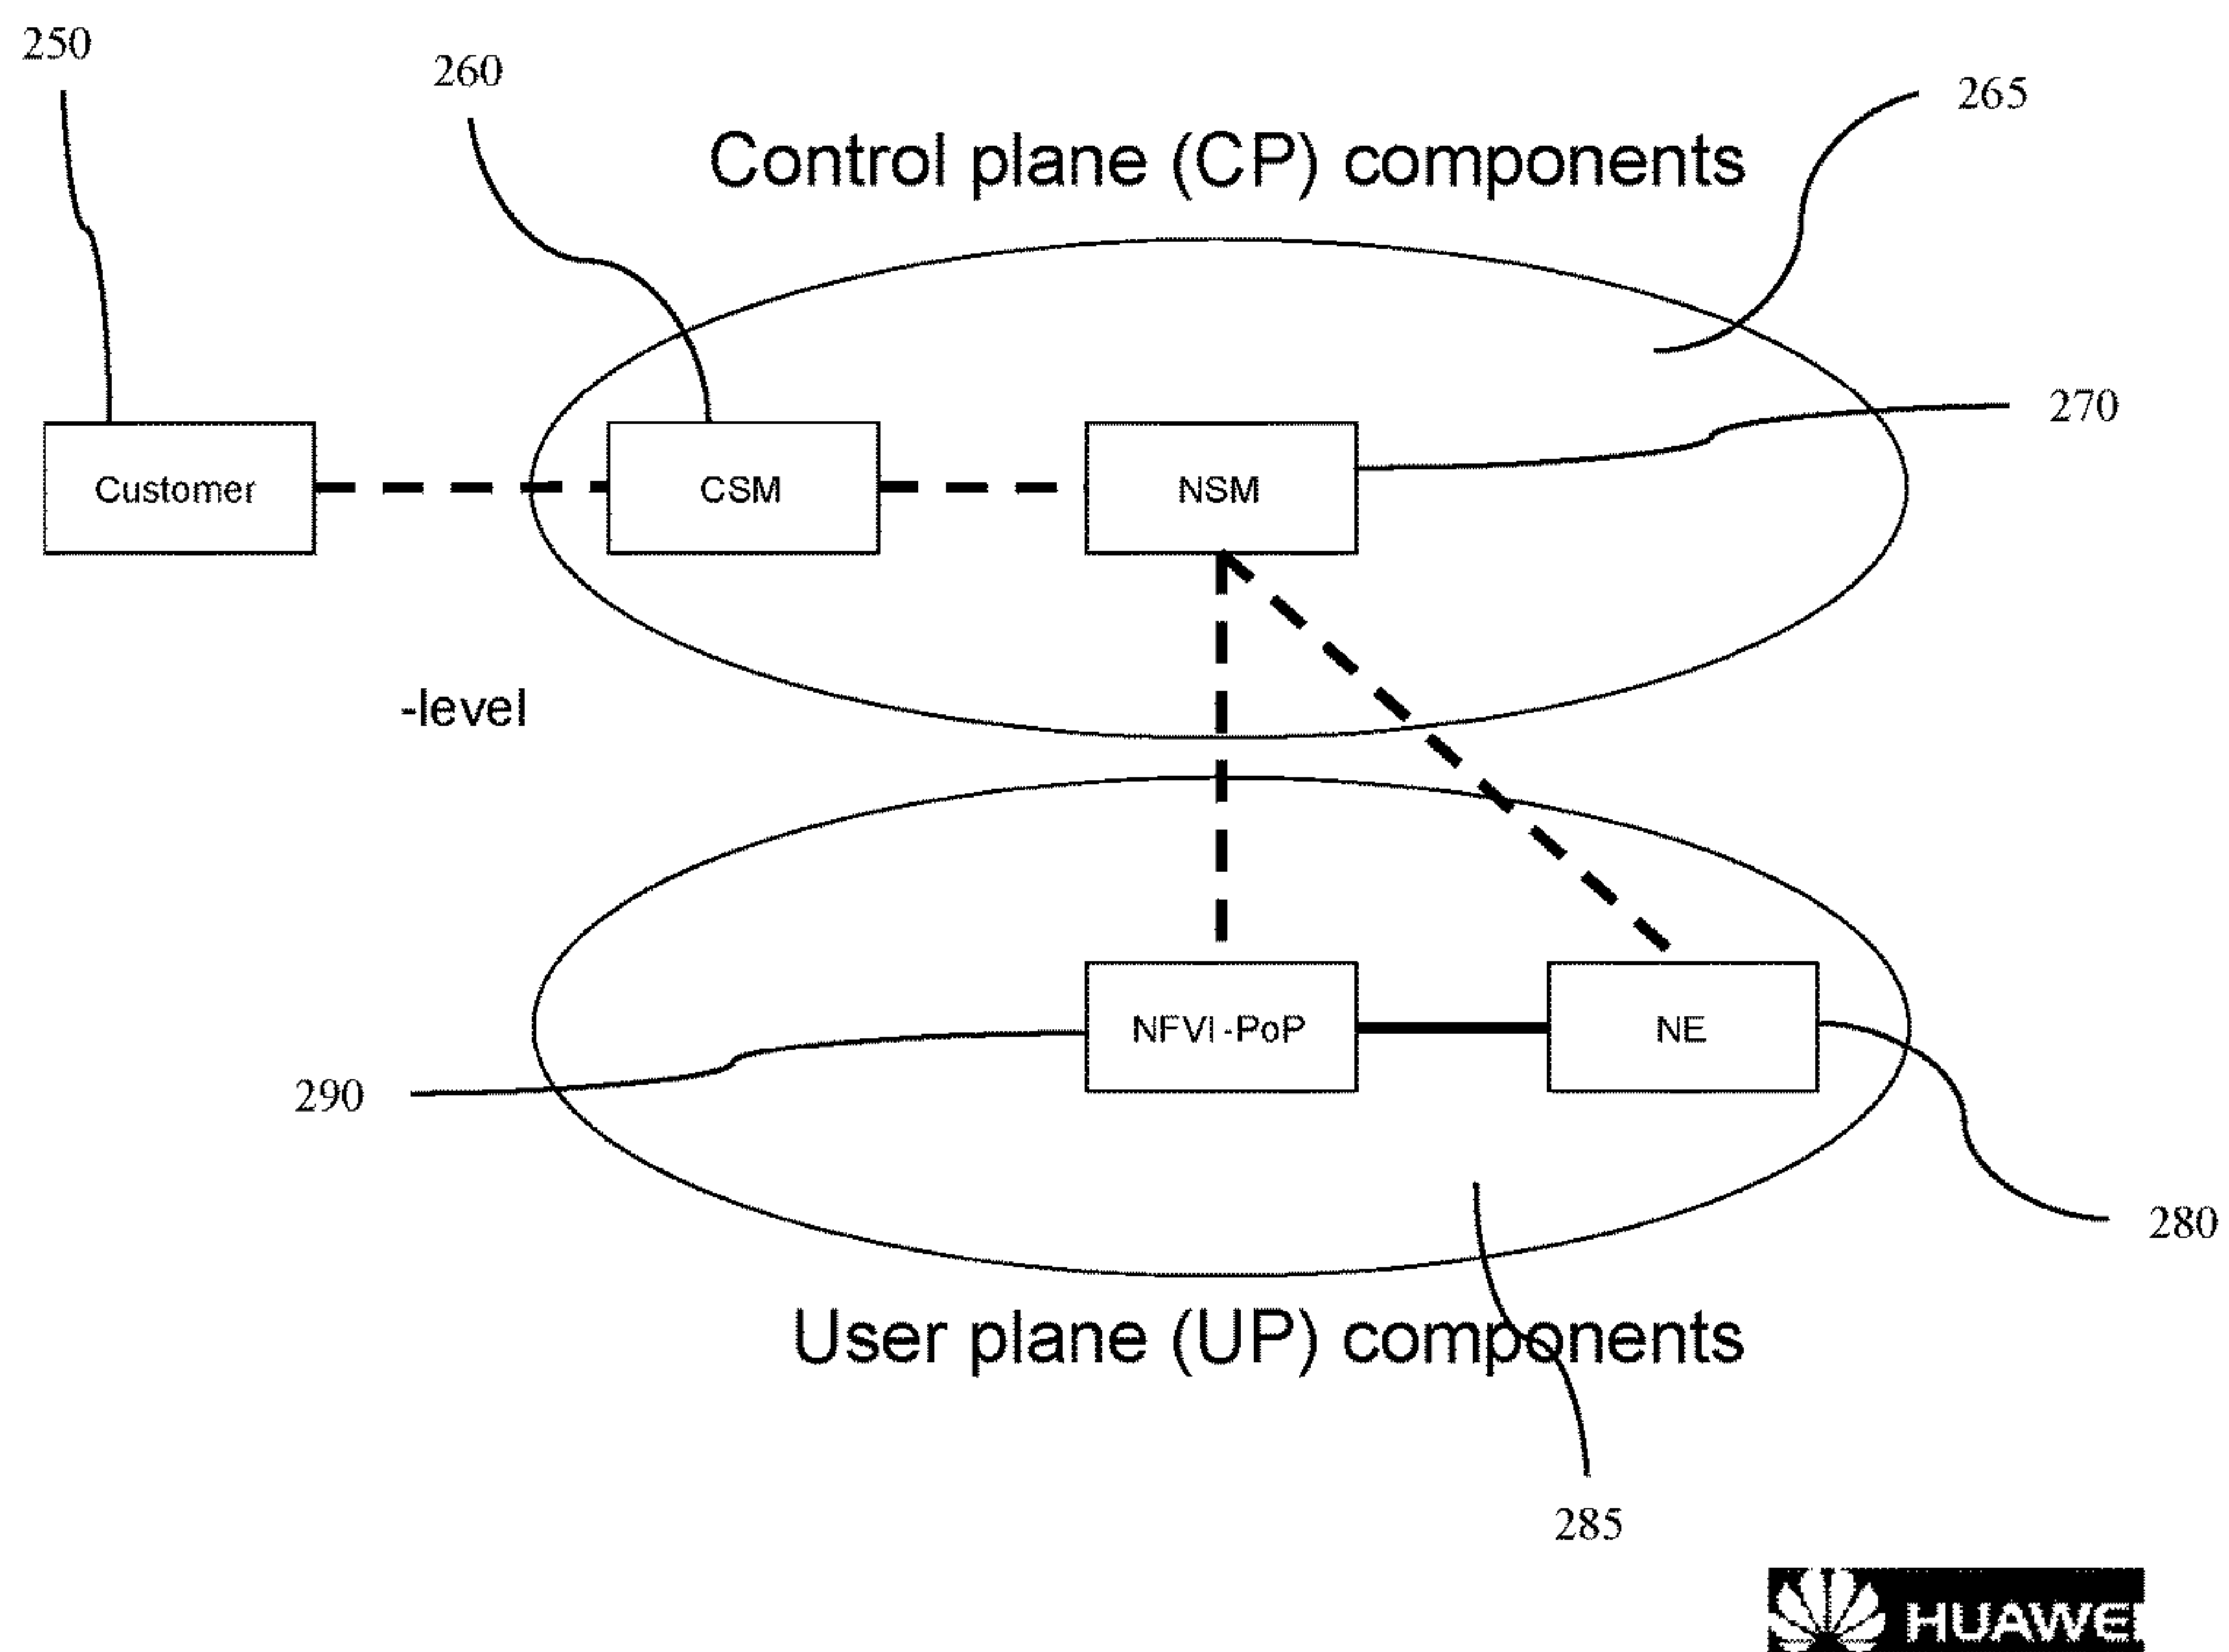 250
260
265
Control plane (CP) components
270
Customer
CSM
NSM
-level
NFVI-PoP
NE
290
280
User plane (UP) components
285
HUAWE